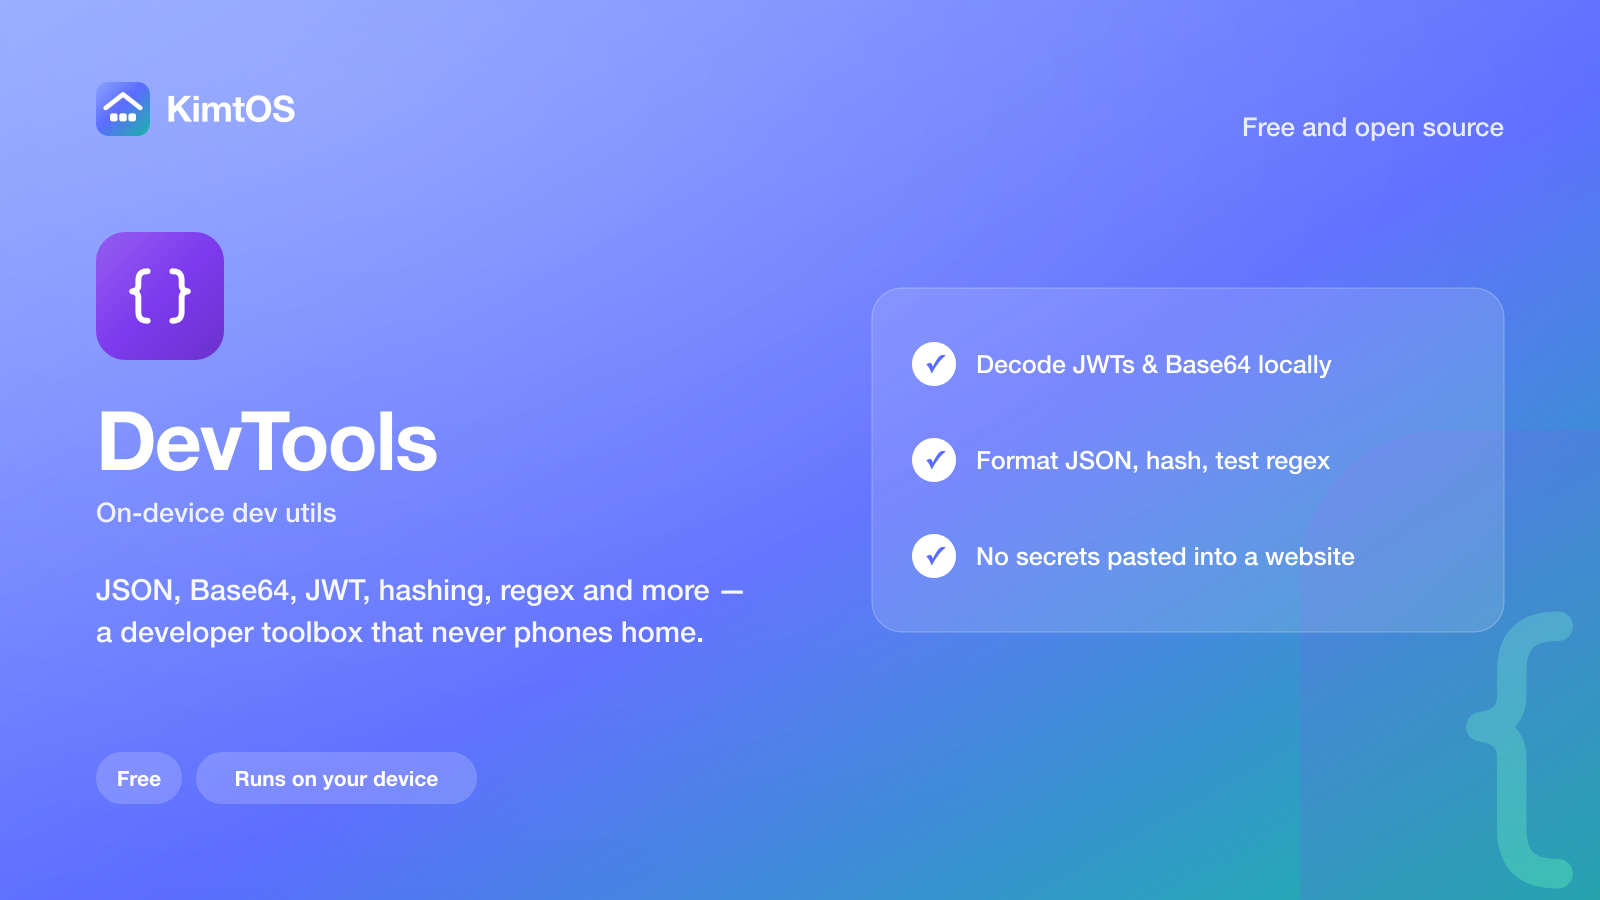 KimtOS
Free and open source
{ }
DevTools
On-device dev utils
JSON, Base64, JWT, hashing, regex and more —
a developer toolbox that never phones home.
Free
Runs on your device
Decode JWTs & Base64 locally
Format JSON, hash, test regex
No secrets pasted into a website
{